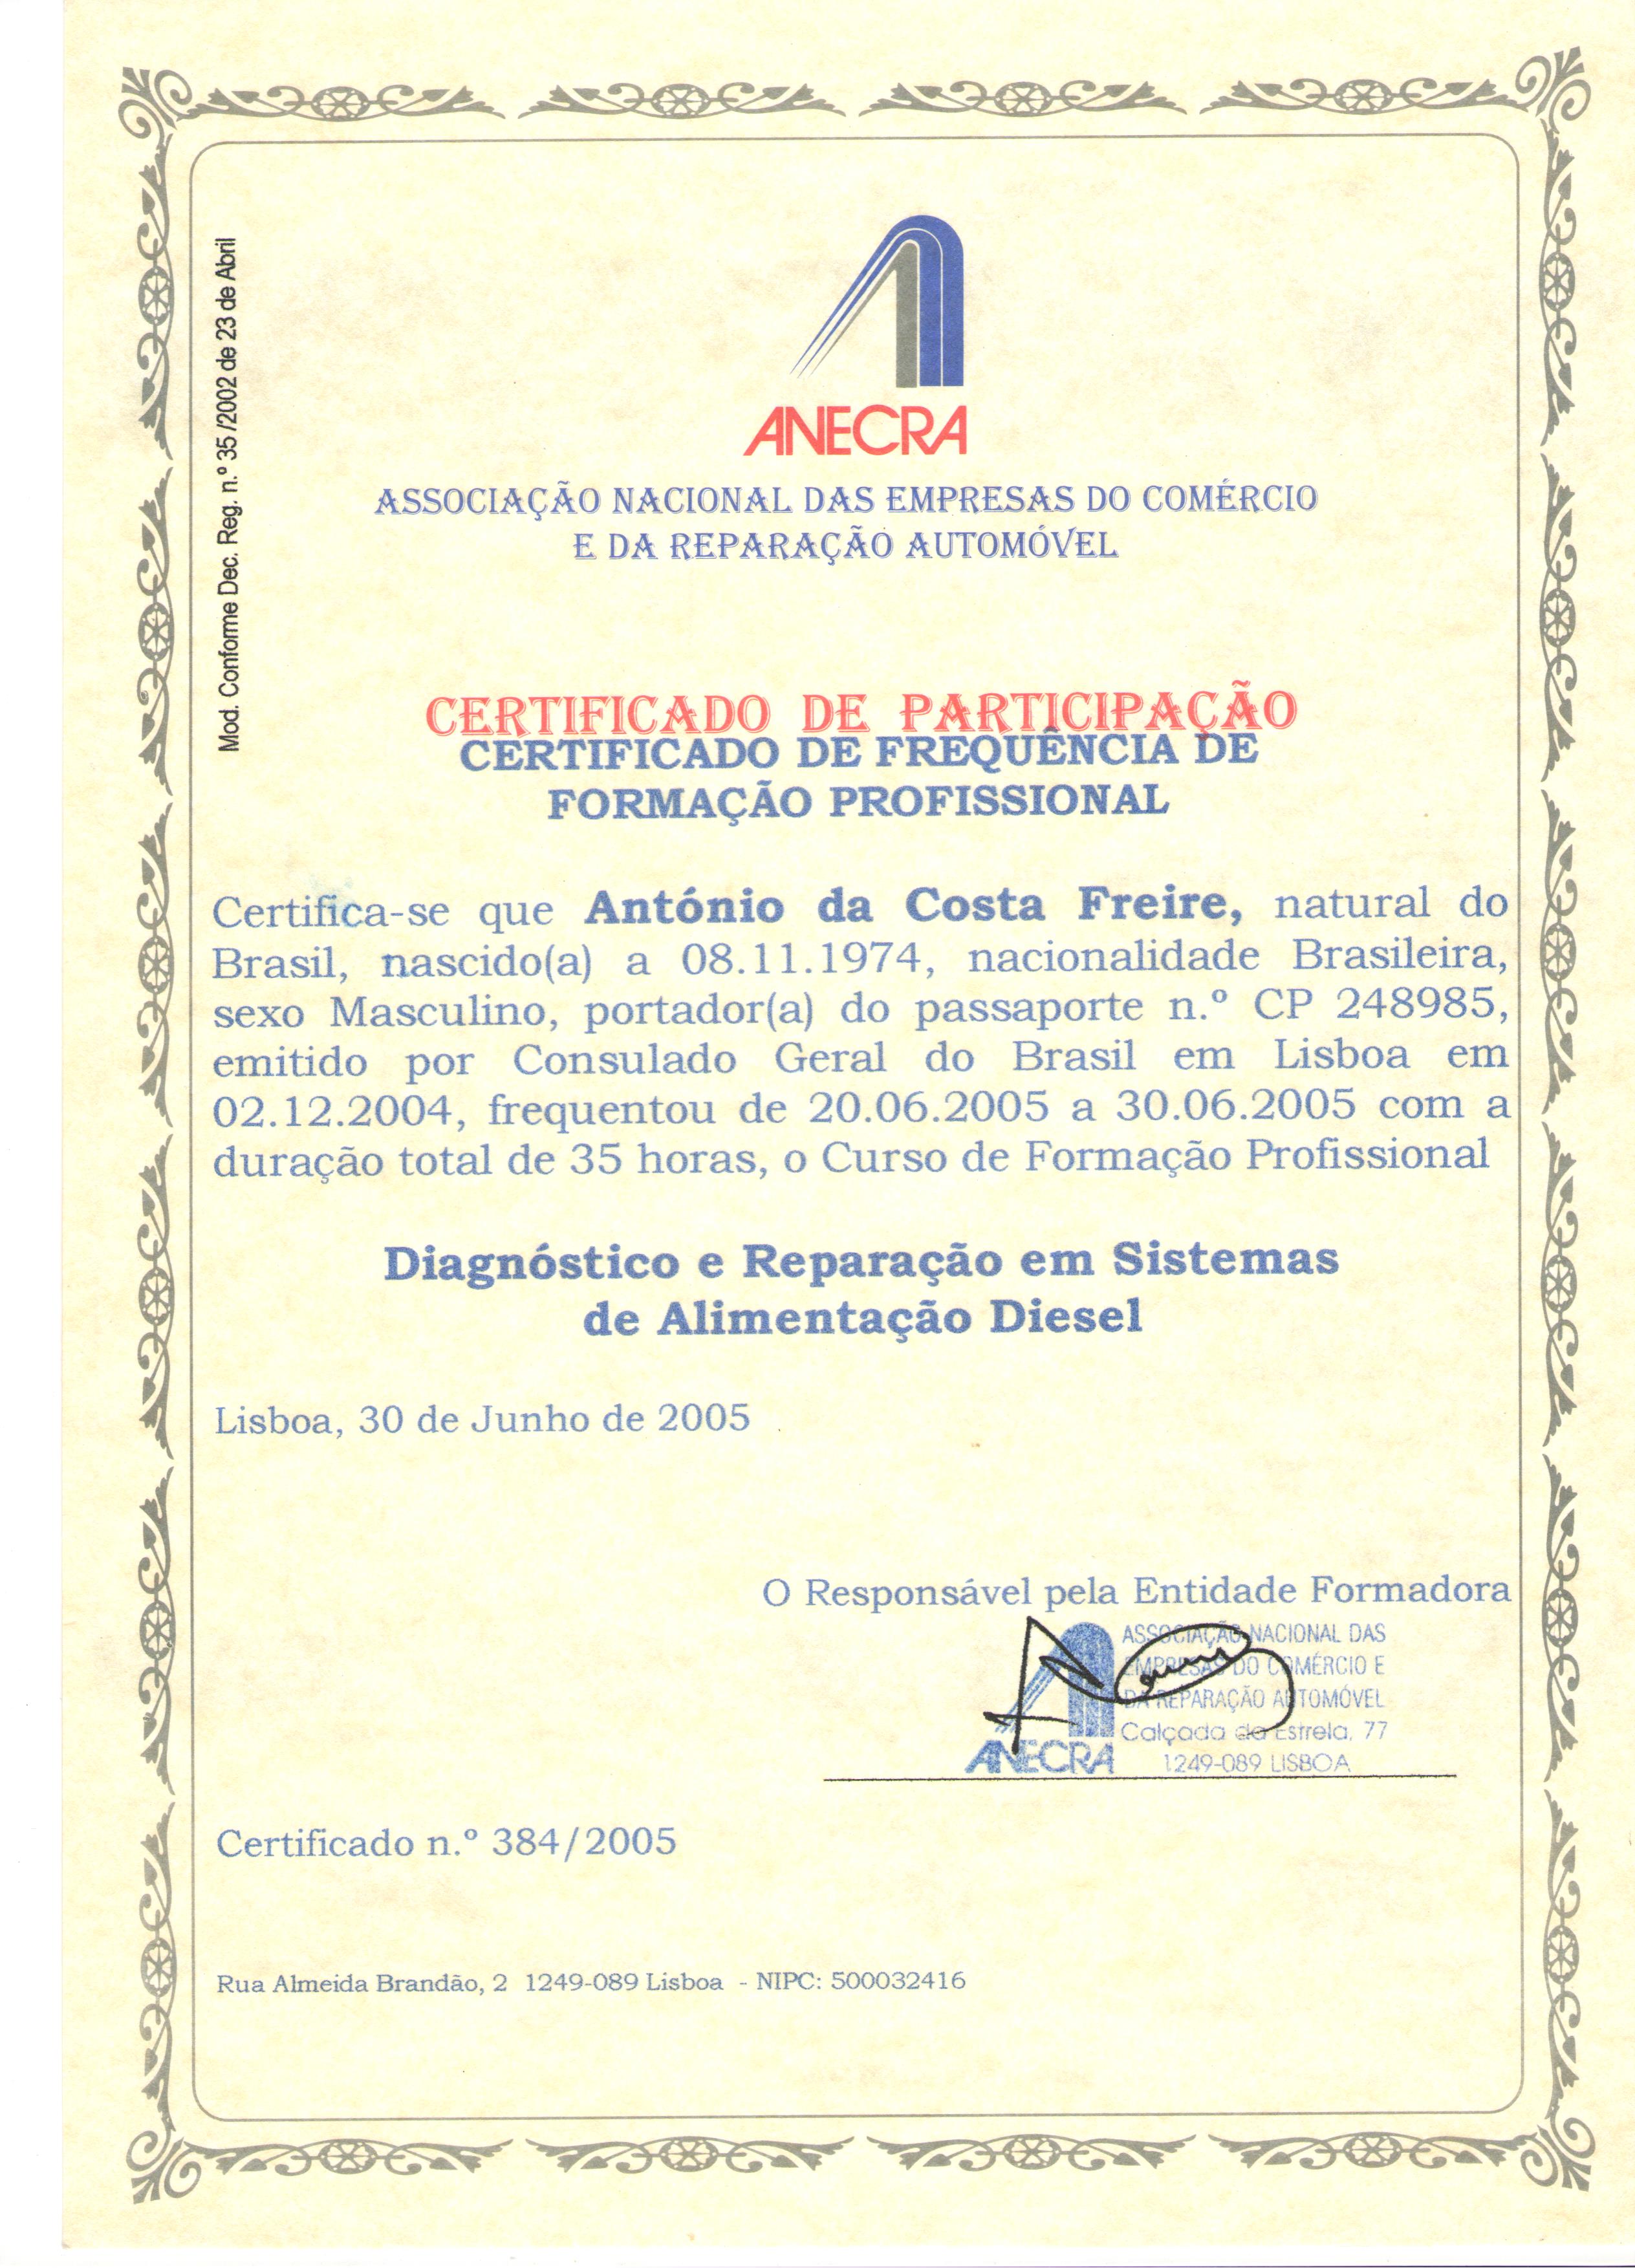 Mod. Conforme Dec. Reg. n.º 35 /2002 de 23 de Abril
ANECRA
ASSOCIAÇÃO NACIONAL DAS EMPRESAS DO COMÉRCIO
E DA REPARAÇÃO AUTOMÓVEL
CERTIFICADO DE PARTICIPAÇÃO
CERTIFICADO DE FREQUÊNCIA DE
FORMAÇÃO PROFISSIONAL
Certifica-se que António da Costa Freire, natural do
Brasil, nascido(a) a 08.11.1974, nacionalidade Brasileira,
sexo Masculino, portador(a) do passaporte n.º CP 248985,
emitido por Consulado Geral do Brasil em Lisboa em
02.12.2004, frequentou de 20.06.2005 a 30.06.2005 com a
duração total de 35 horas, o Curso de Formação Profissional
Diagnóstico e Reparação em Sistemas
de Alimentação Diesel
Lisboa, 30 de Junho de 2005
O Responsável pela Entidade Formadora
ASSOCIAÇÃO NACIONAL DAS
EMPRESAS DO COMÉRCIO E
DA REPARAÇÃO AUTOMÓVEL
Calçada da Estrela, 77
1249-089 LISBOA
ANECRA
Certificado n.º 384/2005
Rua Almeida Brandão, 2 1249-089 Lisboa - NIPC: 500032416